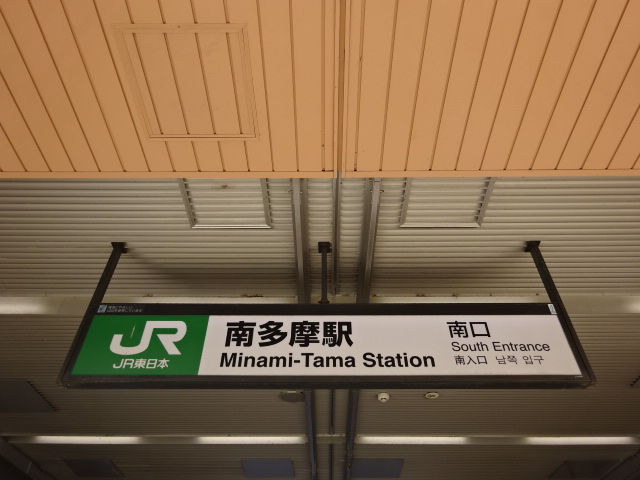 JR
JR東日本
南多摩駅
Minami-Tama Station
南口
South Entrance
南入口 남쪽 입구